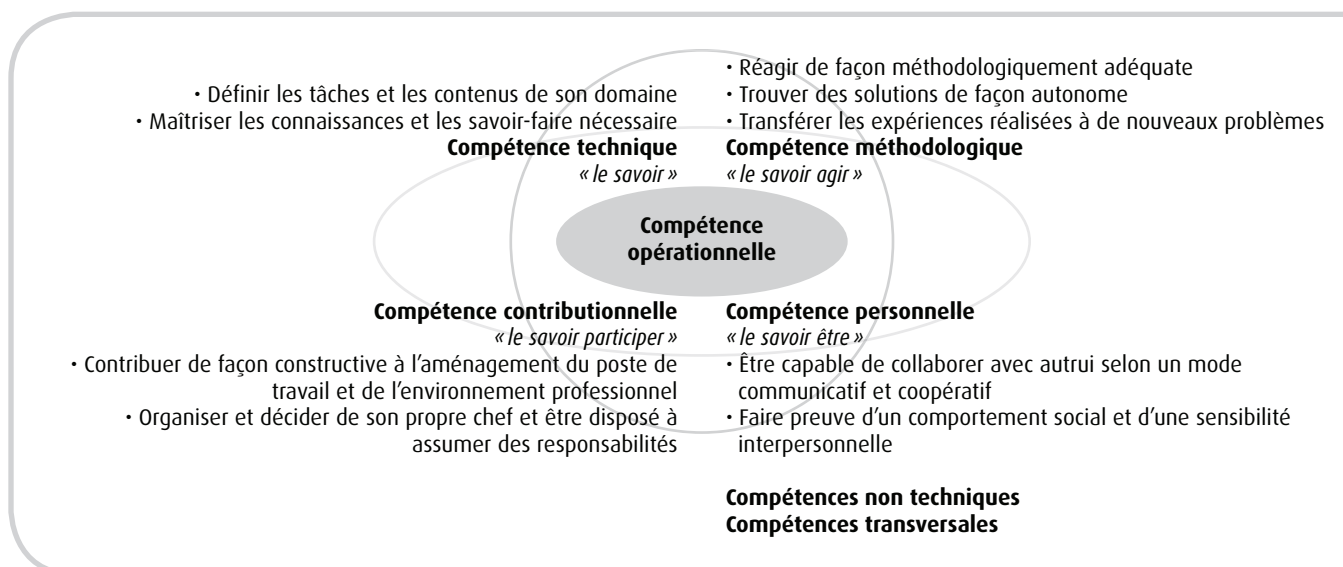 • Définir les tâches et les contenus de son domaine
• Maîtriser les connaissances et les savoir-faire nécessaire
Compétence technique
« le savoir »
• Réagir de façon méthodologiquement adéquate
• Trouver des solutions de façon autonome
• Transférer les expériences réalisées à de nouveaux problèmes
Compétence méthodologique
« le savoir agir »
Compétence
opérationnelle
Compétence contributionnelle
« le savoir participer »
• Contribuer de façon constructive à l’aménagement du poste de
travail et de l’environnement professionnel
• Organiser et décider de son propre chef et être disposé à
assumer des responsabilités
Compétence personnelle
« le savoir être »
• Être capable de collaborer avec autrui selon un mode
communicatif et coopératif
• Faire preuve d’un comportement social et d’une sensibilité
interpersonnelle
Compétences non techniques
Compétences transversales